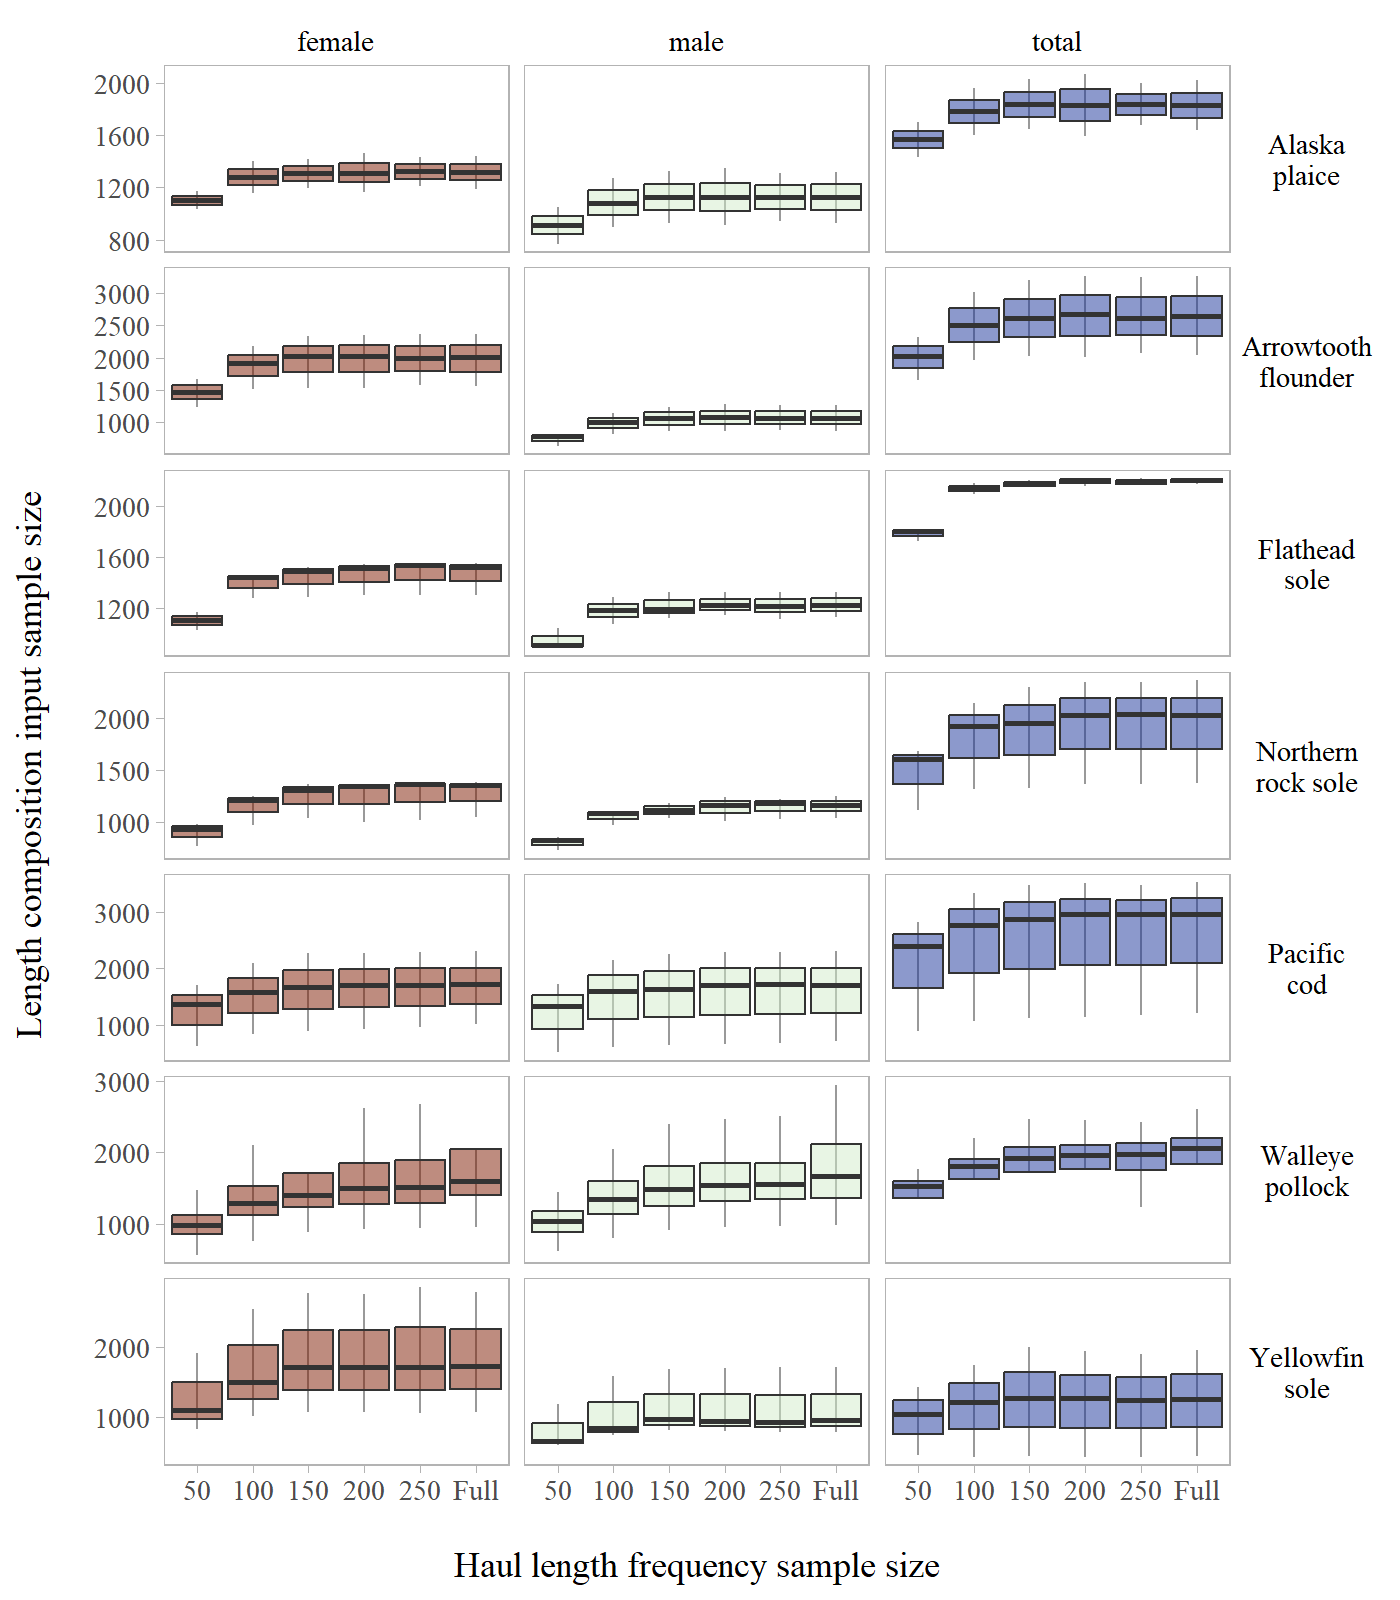 female male total
2000
1600
1200
800
Alaska
plaice
3000
2500
2000
1500
1000
Arrowtooth
flounder
2000
1600
1200
Flathead
sole
2000
1500
1000
Northern
rock sole
3000
2000
1000
Pacific
cod
3000
2000
1000
Walleye
pollock
2000
1000
Yellowfin
sole
Length composition input sample size
50 100 150 200 250 Full 50 100 150 200 250 Full 50 100 150 200 250 Full
Haul length frequency sample size